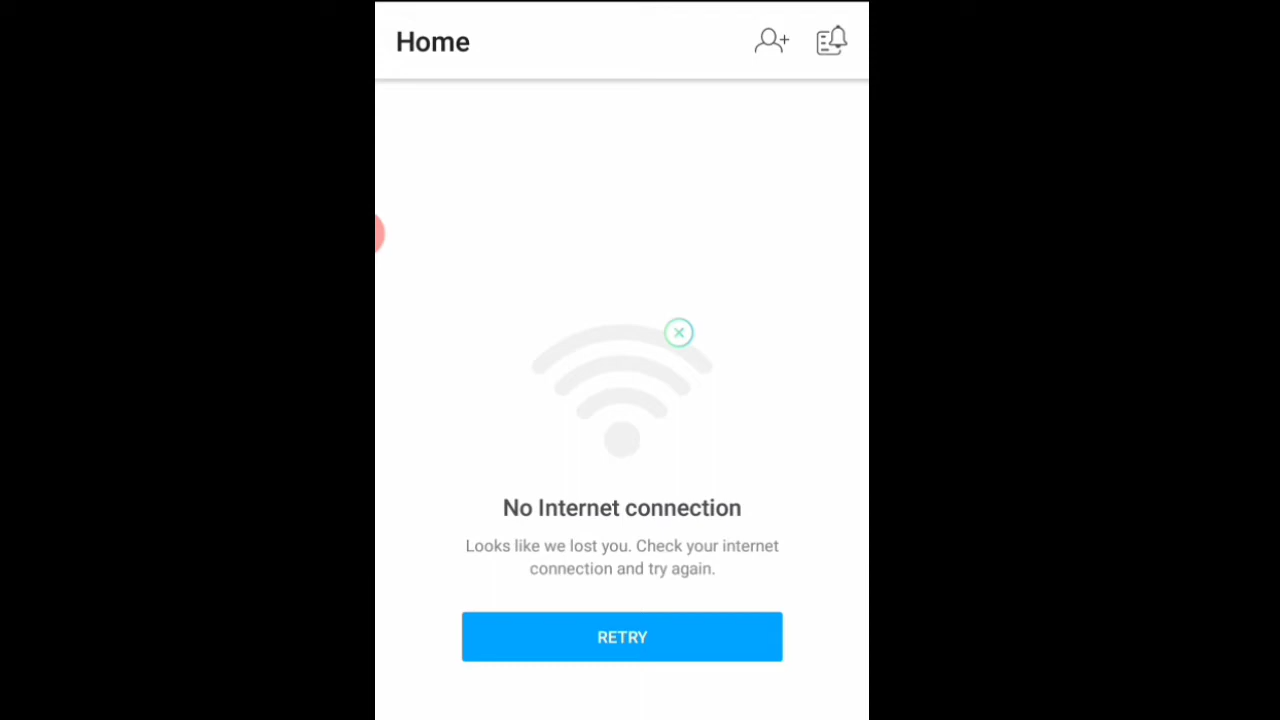 Home
No Internet connection
Looks like we lost you. Check your internet
connection and try again.
RETRY